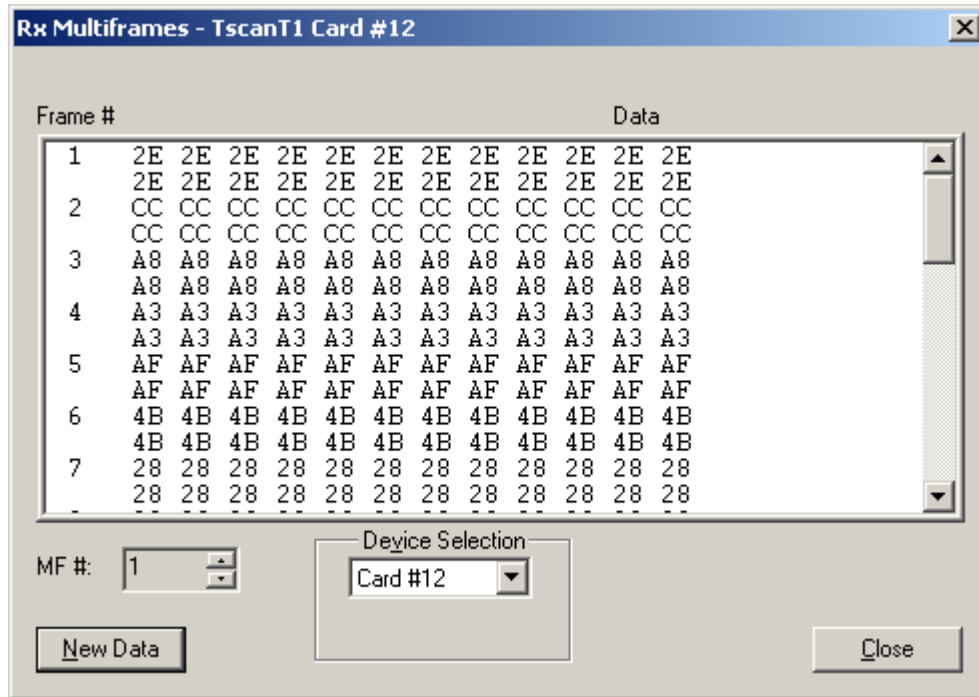 Rx Multiframes - TscanT1 Card #12
Frame # Data
1 2E 2E 2E 2E 2E 2E 2E 2E 2E 2E 2E 2E
2E 2E 2E 2E 2E 2E 2E 2E 2E 2E 2E 2E
2 CC CC CC CC CC CC CC CC CC CC CC CC
CC CC CC CC CC CC CC CC CC CC CC CC
3 A8 A8 A8 A8 A8 A8 A8 A8 A8 A8 A8 A8
A8 A8 A8 A8 A8 A8 A8 A8 A8 A8 A8 A8
4 A3 A3 A3 A3 A3 A3 A3 A3 A3 A3 A3 A3
A3 A3 A3 A3 A3 A3 A3 A3 A3 A3 A3 A3
5 AF AF AF AF AF AF AF AF AF AF AF AF
AF AF AF AF AF AF AF AF AF AF AF AF
6 4B 4B 4B 4B 4B 4B 4B 4B 4B 4B 4B 4B
4B 4B 4B 4B 4B 4B 4B 4B 4B 4B 4B 4B
7 28 28 28 28 28 28 28 28 28 28 28 28
28 28 28 28 28 28 28 28 28 28 28 28
MF #: 1
Device Selection
Card #12
New Data
Close